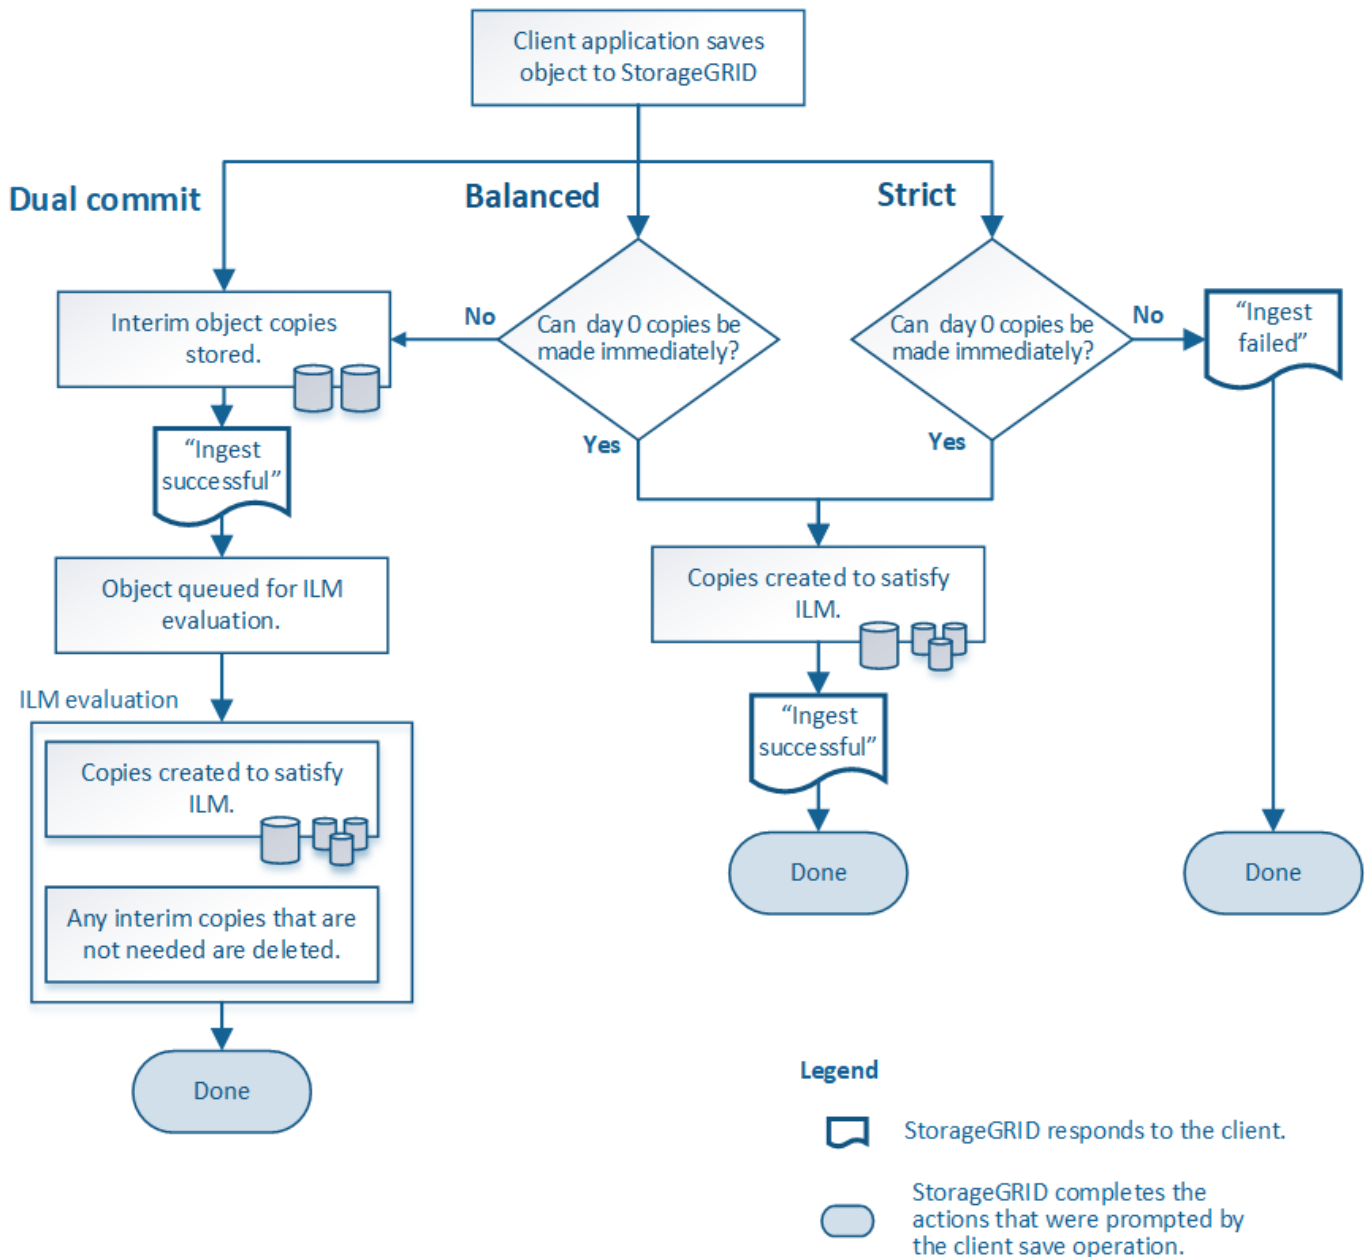 Client application saves
object to StorageGRID
Dual commit
Balanced
Strict
Interim object copies
stored.
No
Can day 0 copies be
made immediately?
Yes
Can day 0 copies be
made immediately?
No
Yes
“Ingest
failed”
“Ingest
successful”
Object queued for ILM
evaluation.
Copies created to satisfy
ILM.
ILM evaluation
“Ingest
successful”
Copies created to satisfy
ILM.
Any interim copies that are
not needed are deleted.
Done
Done
Done
Legend
StorageGRID responds to the client.
StorageGRID completes the
actions that were prompted by
the client save operation.